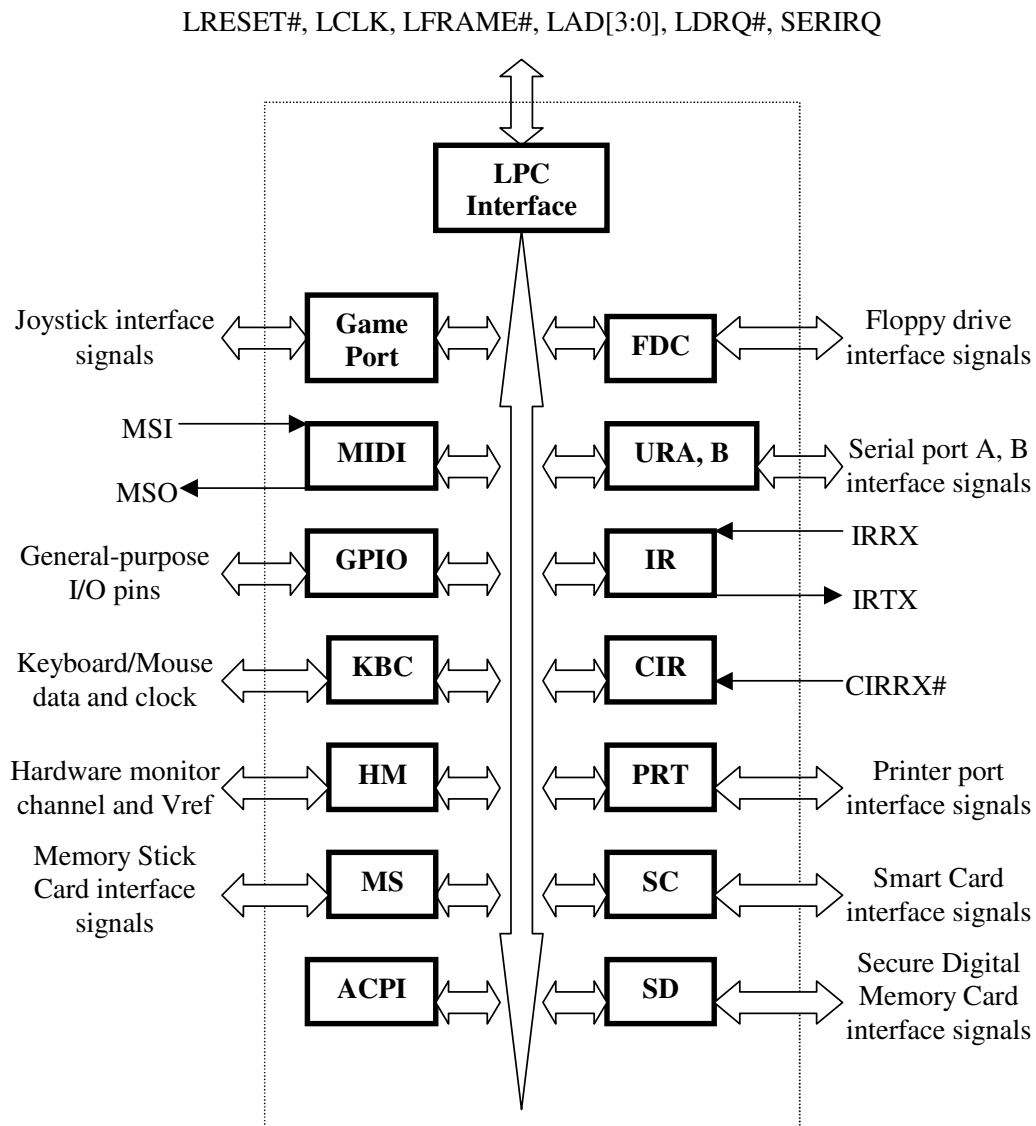 LRESET#, LCLK, LFRAME#, LAD[3:0], LDRQ#, SERIRQ
LPC
Interface
Joystick interface
signals
Game
Port
FDC
Floppy drive
interface signals
MSI
MSO
MIDI
URA, B
Serial port A, B
interface signals
General-purpose
I/O pins
GPIO
IR
IRRX
IRTX
Keyboard/Mouse
data and clock
KBC
CIR
CIRRX#
Hardware monitor
channel and Vref
HM
PRT
Printer port
interface signals
Memory Stick
Card interface
signals
MS
SC
Smart Card
interface signals
ACPI
SD
Secure Digital
Memory Card
interface signals